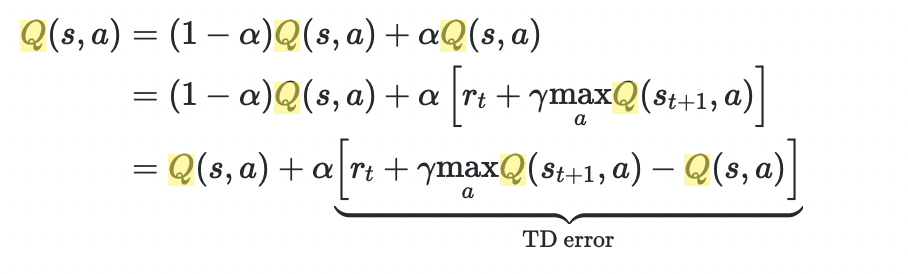 Q(s, a) = (1 − α)Q(s, a) + αQ(s, a)
= (1 − α)Q(s, a) + α [r_t + γ max_a Q(s_{t+1}, a)]
= Q(s, a) + α[r_t + γ max_a Q(s_{t+1}, a) − Q(s, a)]
TD error